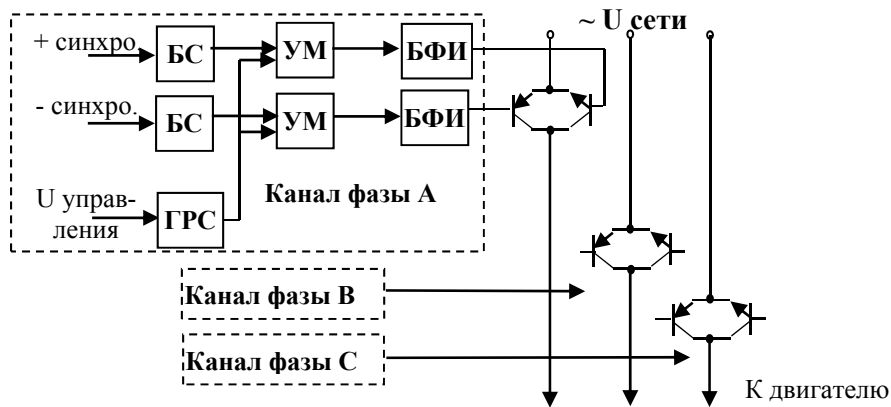 ~ U сети
+ синхро.
БС
УМ
БФИ
- синхро.
БС
УМ
БФИ
Канал фазы А
U управ-
ления
ГРС
Канал фазы В
Канал фазы С
К двигателю